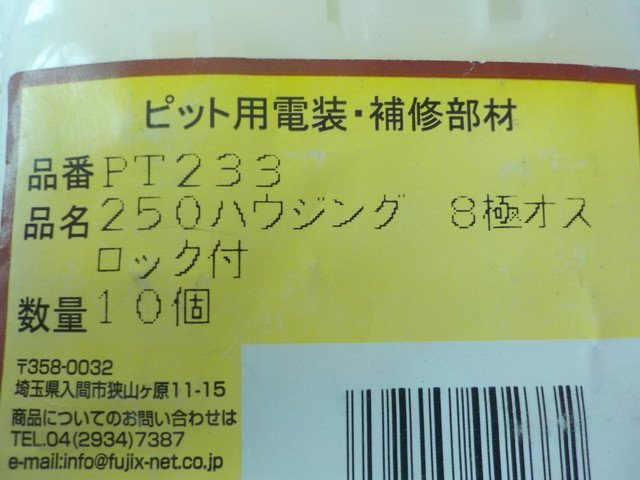 ピット用電装・補修部材
品番PT233
品名250ハウジング 8極オス
ロック付
数量10個
〒358-0032
埼玉県入間市狭山ヶ原11-15
商品についてのお問い合わせは
TEL.04(2934)7387
e-mail:info@fujix-net.co.jp